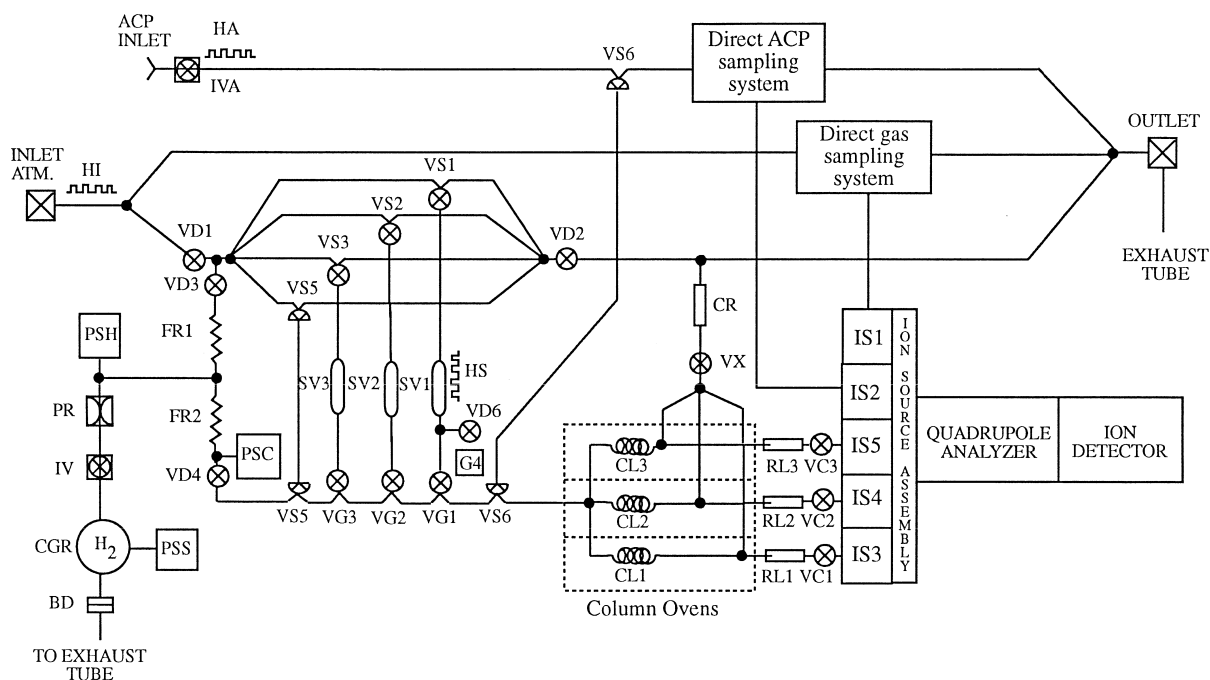 ACP
INLET
HA
IVA
VS6
Direct ACP
sampling
system
OUTLET
EXHAUST
TUBE
INLET
ATM.
HI
Direct gas
sampling
system
VS1
VS2
VS3
VS5
VD1
VD2
VD3
FR1
PSH
PR
FR2
IV
VD4
PSC
SV3
SV2
SV1
HS
VD6
G4
CR
VX
VS5
VG3
VG2
VG1
VS6
CL3
CL2
CL1
Column Ovens
RL3
VC3
RL2
VC2
RL1
VC1
IS1
IS2
IS5
IS4
IS3
ION SOURCE ASSEMBLY
QUADRUPOLE
ANALYZER
ION
DETECTOR
CGR
H2
PSS
BD
TO EXHAUST
TUBE